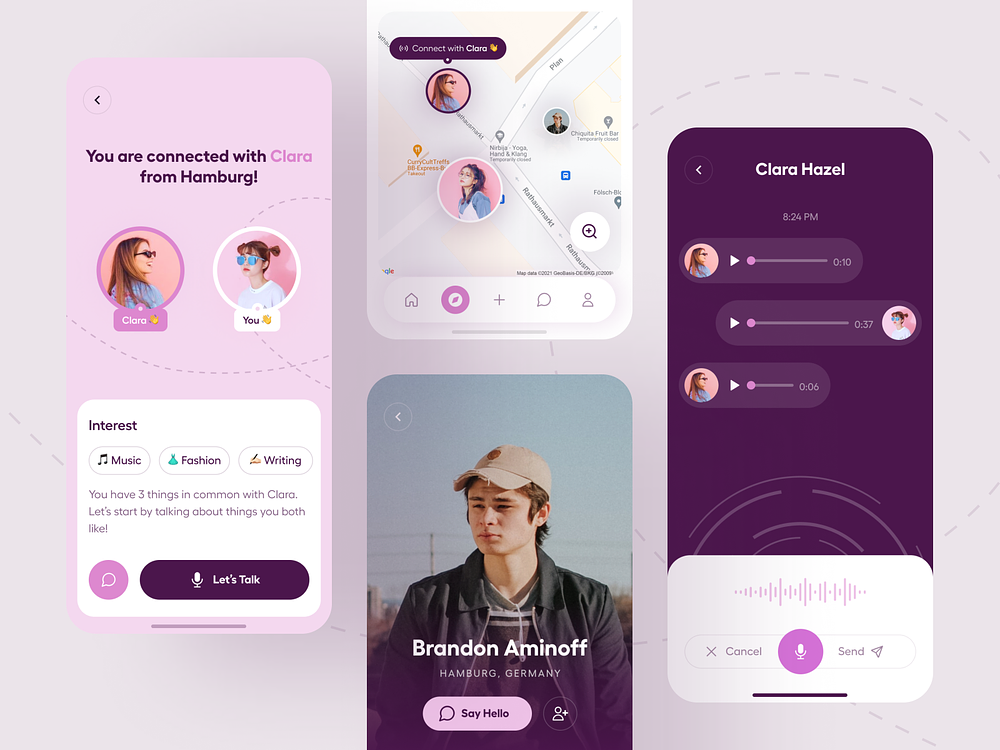 You are connected with Clara
from Hamburg!
Clara 👋
You 👋
Interest
🎵 Music
👗 Fashion
✍🏻 Writing
You have 3 things in common with Clara.
Let's start by talking about things you both
like!
Let's Talk
Connect with Clara 👋
Plan
Rathausmarkt
Chiquita Fruit Bar
Temporarily closed
Nirbija - Yoga,
Hand & Klang
Temporarily closed
CurryCultTreffs
BB-Express-B
Takeout
Rathausmarkt
Fölsch-Blo
Rathausm
Map data ©2021 GeoBasis-DE/BKG (©2009)
Brandon Aminoff
HAMBURG, GERMANY
Say Hello
Clara Hazel
8:24 PM
0:10
0:37
0:06
Cancel
Send